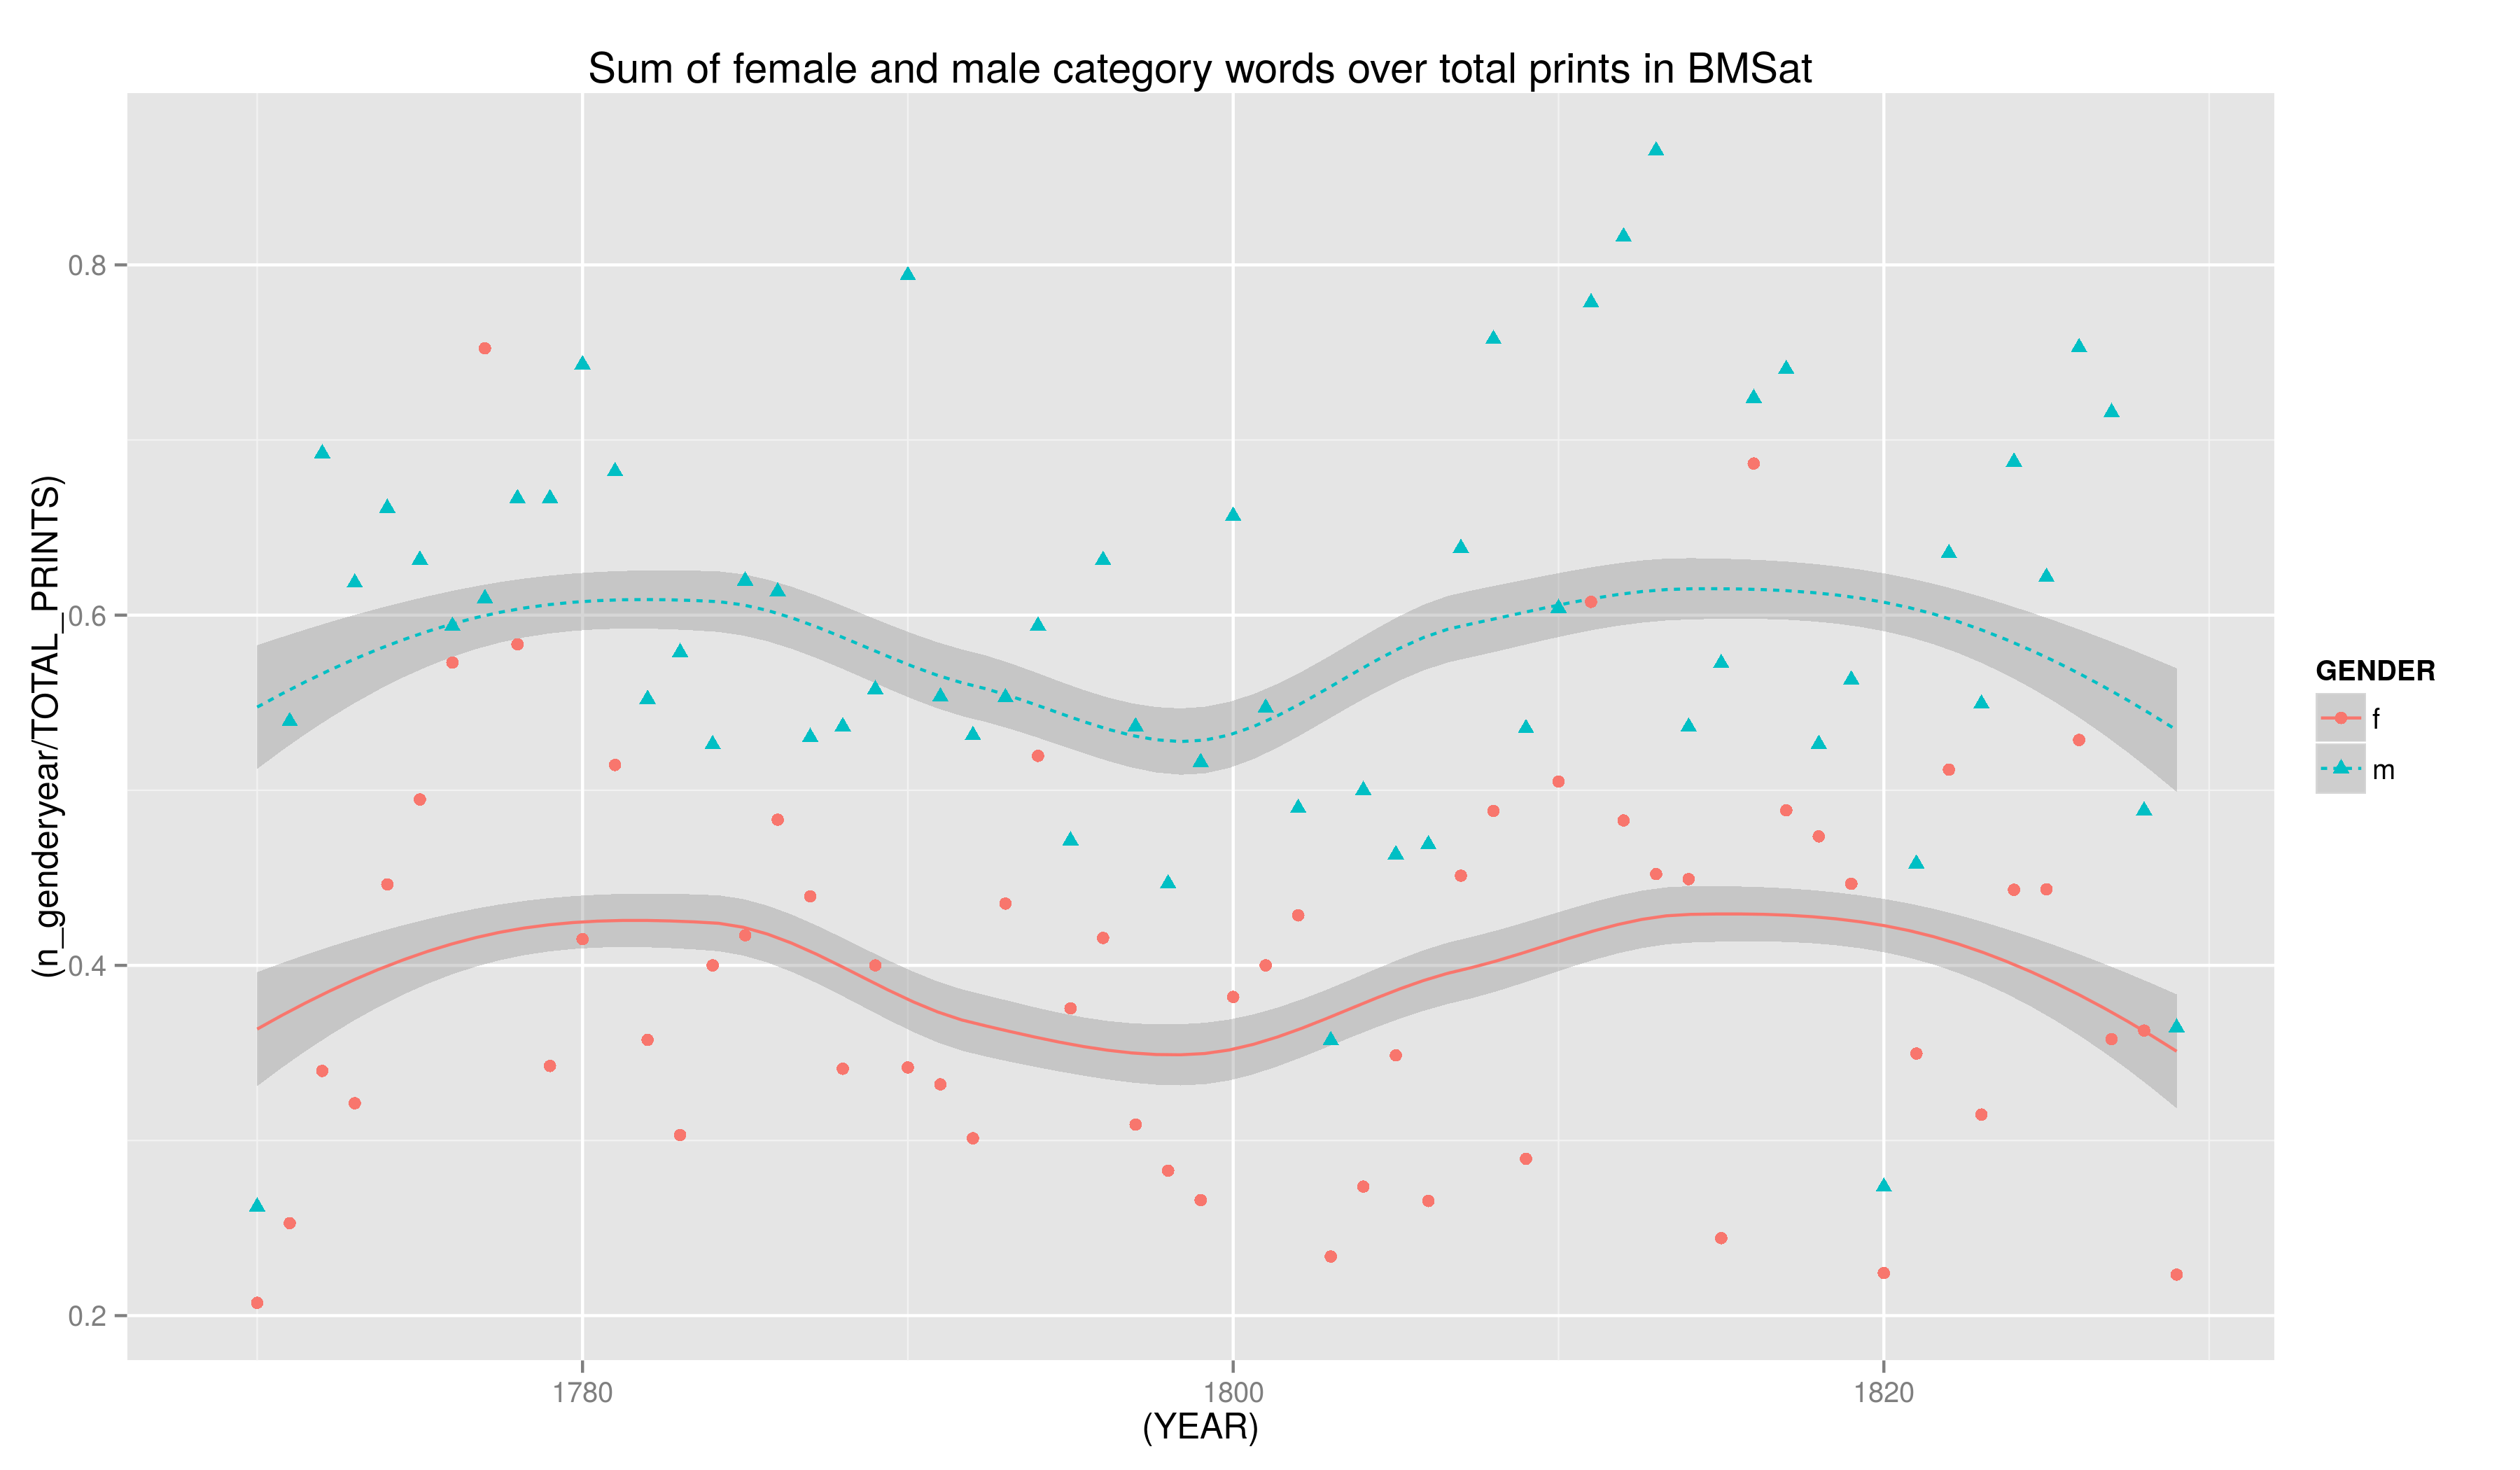 Sum of female and male category words over total prints in BMSat
(n_genderyear/TOTAL_PRINTS)
0.8
0.6
0.4
0.2
1780
1800
1820
(YEAR)
GENDER
f
m